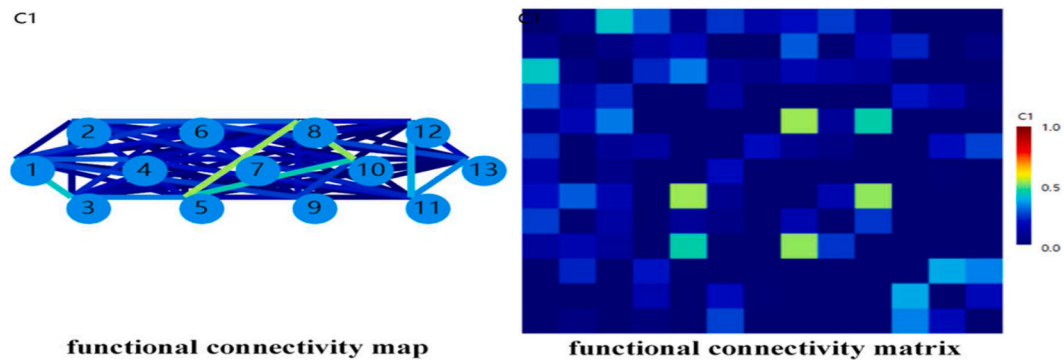 C1
C1
2 6 8 12
1 4 7 10 13
3 5 9 11
C1
1.0
0.5
0.0
functional connectivity map
functional connectivity matrix